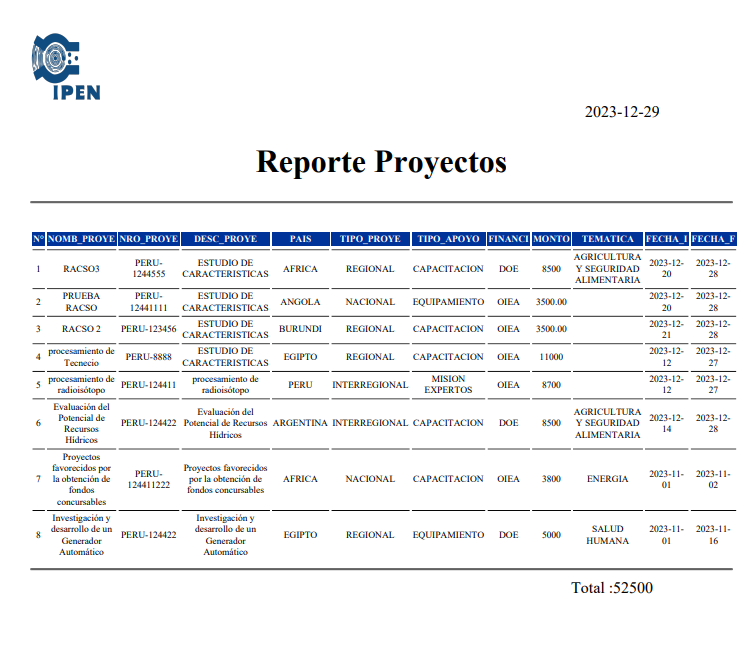 IPEN
2023-12-29
Reporte Proyectos
N° NOMB_PROYE NRO_PROYE DESC_PROYE PAIS TIPO_PROYE TIPO_APOYO FINANCI MONTO TEMATICA FECHA_I FECHA_F
1 RACSO3 PERU-1244555 ESTUDIO DE CARACTERISTICAS AFRICA REGIONAL CAPACITACION DOE 8500 AGRICULTURA Y SEGURIDAD ALIMENTARIA 2023-12-20 2023-12-28
2 PRUEBA RACSO PERU-12441111 ESTUDIO DE CARACTERISTICAS ANGOLA NACIONAL EQUIPAMIENTO OIEA 3500.00 2023-12-20 2023-12-28
3 RACSO 2 PERU-123456 ESTUDIO DE CARACTERISTICAS BURUNDI REGIONAL CAPACITACION OIEA 3500.00 2023-12-21 2023-12-28
4 procesamiento de Tecnecio PERU-8888 ESTUDIO DE CARACTERISTICAS EGIPTO REGIONAL CAPACITACION OIEA 11000 2023-12-12 2023-12-27
5 procesamiento de radioisótopo PERU-124411 procesamiento de radioisótopo PERU INTERREGIONAL MISION EXPERTOS OIEA 8700 2023-12-12 2023-12-27
6 Evaluación del Potencial de Recursos Hídricos PERU-124422 Evaluación del Potencial de Recursos Hídricos ARGENTINA INTERREGIONAL CAPACITACION DOE 8500 AGRICULTURA Y SEGURIDAD ALIMENTARIA 2023-12-14 2023-12-28
7 Proyectos favorecidos por la obtención de fondos concursables PERU-124411222 Proyectos favorecidos por la obtención de fondos concursables AFRICA NACIONAL CAPACITACION OIEA 3800 ENERGIA 2023-11-01 2023-11-02
8 Investigación y desarrollo de un Generador Automático PERU-124422 Investigación y desarrollo de un Generador Automático EGIPTO REGIONAL EQUIPAMIENTO DOE 5000 SALUD HUMANA 2023-11-01 2023-11-16
Total :52500